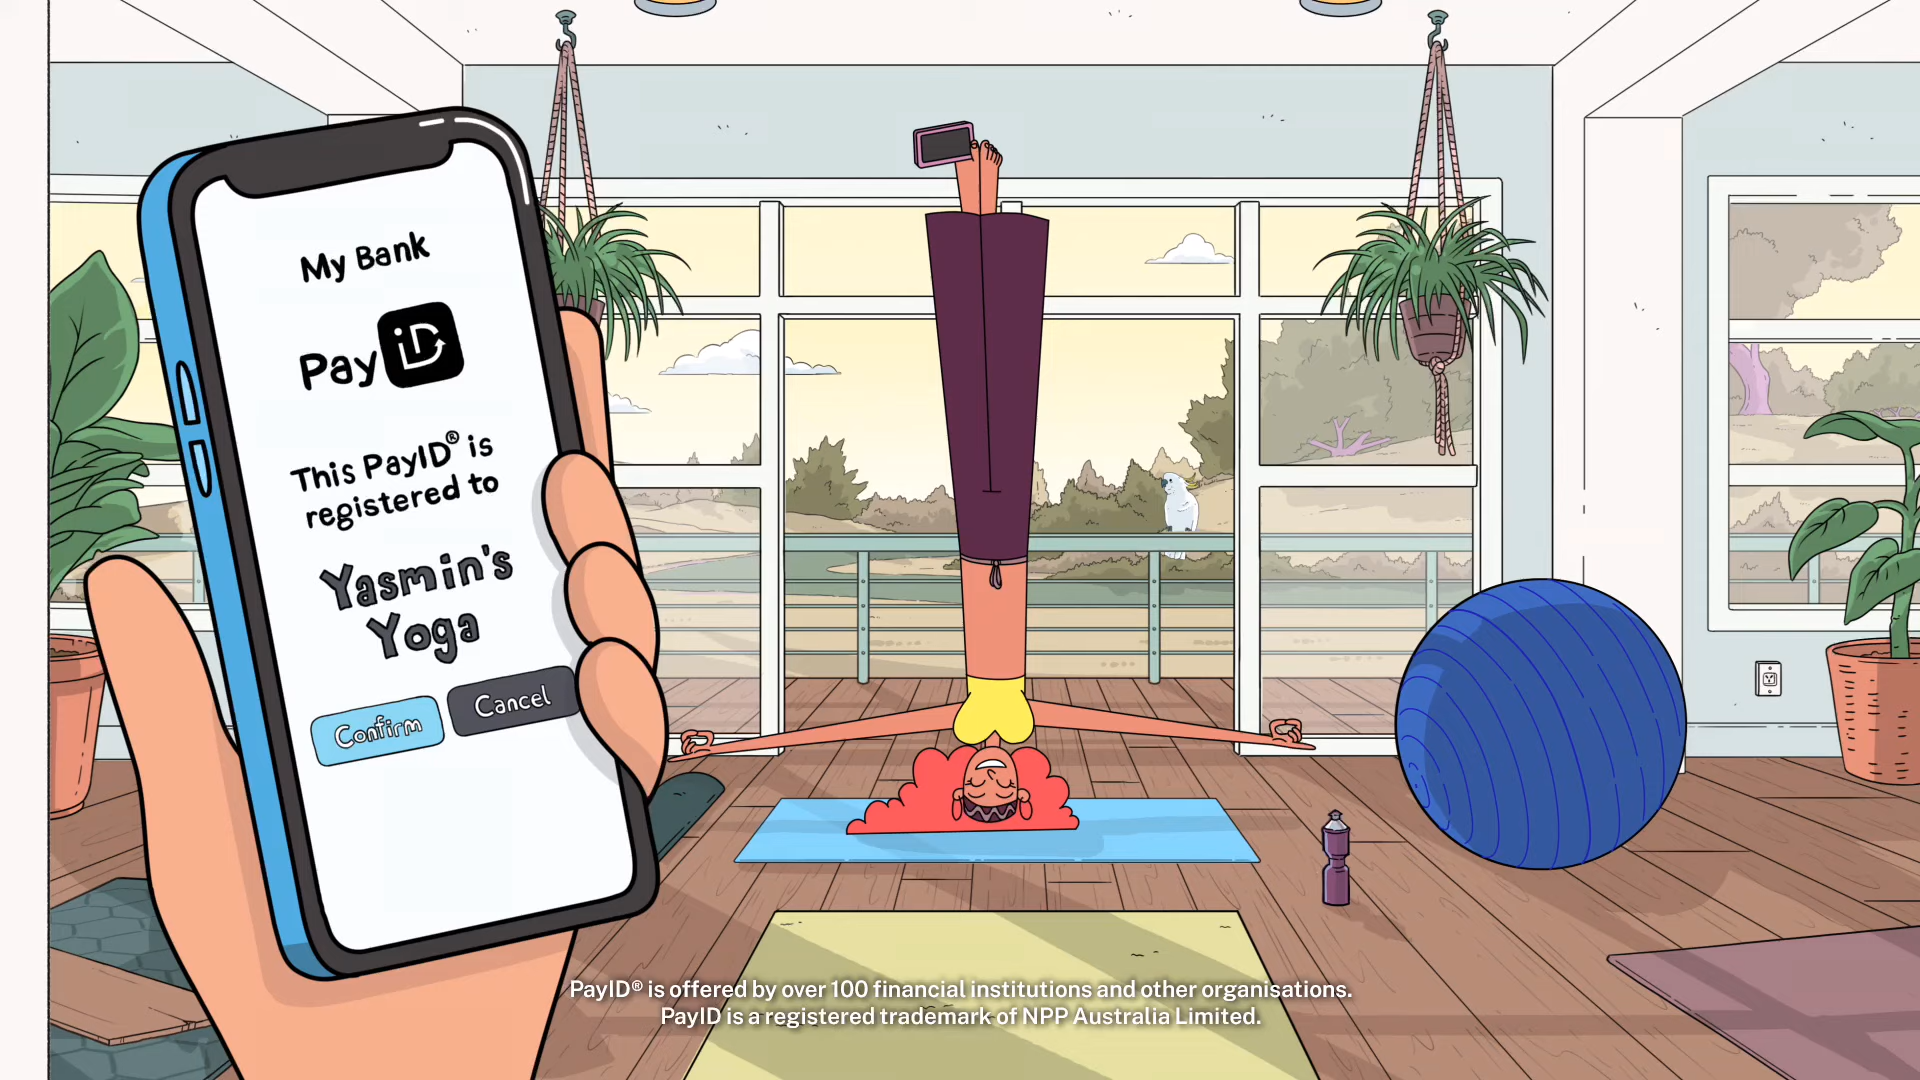 My Bank
Pay iD
This PayID® is
registered to
Yasmin's
Yoga
Confirm Cancel
PayID® is offered by over 100 financial institutions and other organisations.
PayID is a registered trademark of NPP Australia Limited.